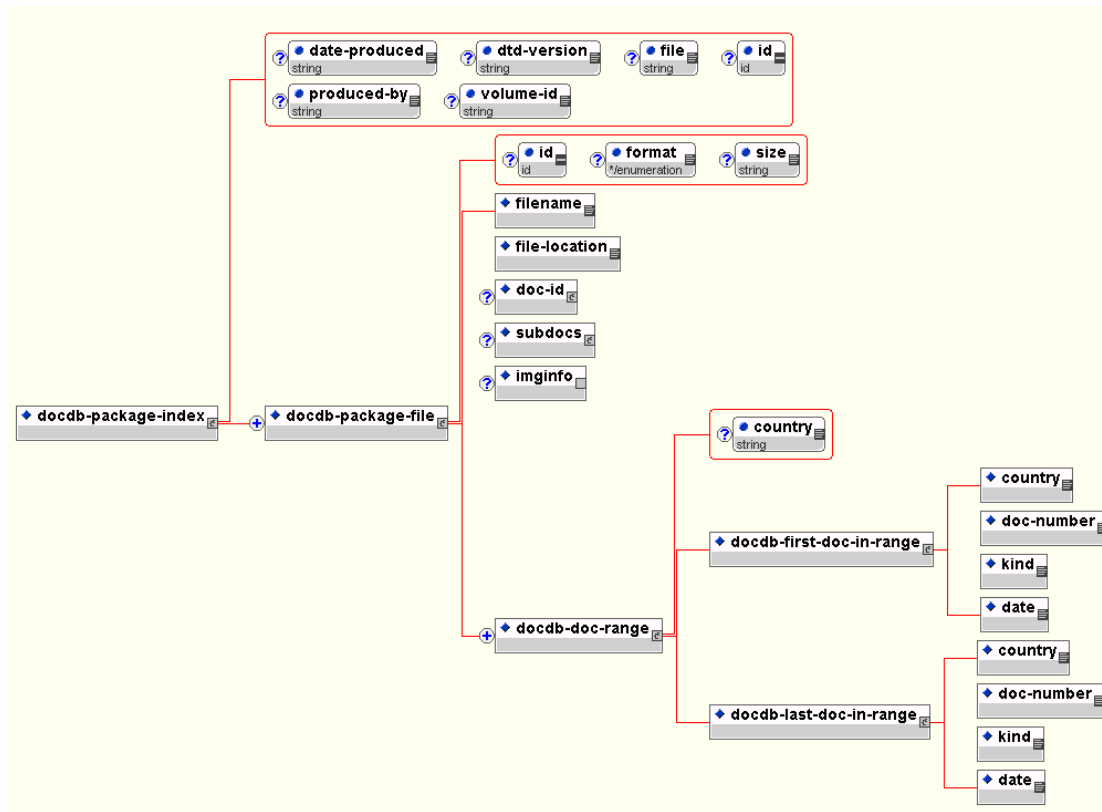 date-produced
string
dtd-version
string
file
string
id
id
produced-by
string
volume-id
string
id
id
format
*/enumeration
size
string
filename
file-location
doc-id
subdocs
imginfo
docdb-package-index
docdb-package-file
country
string
docdb-first-doc-in-range
country
doc-number
kind
date
docdb-doc-range
docdb-last-doc-in-range
country
doc-number
kind
date